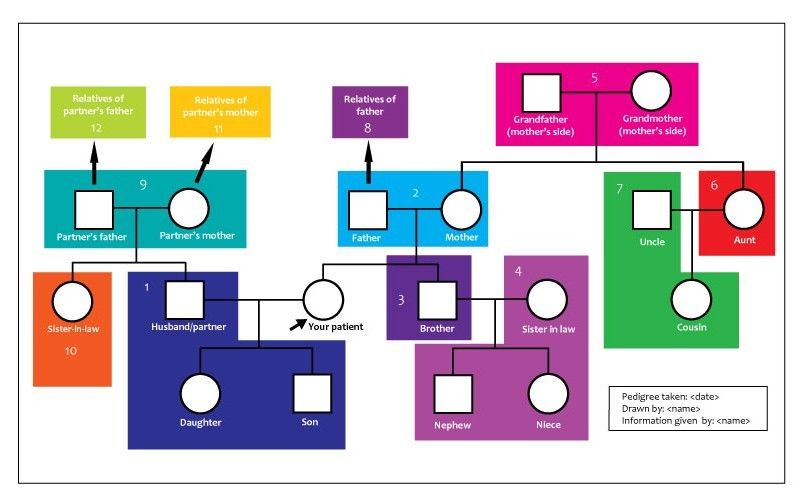 5
Grandfather
(mother's side)
Grandmother
(mother's side)
Relatives of
partner's father
12
Relatives of
partner's mother
11
Relatives of
father
8
9
Partner's father
Partner's mother
2
Father
Mother
7
Uncle
6
Aunt
Sister-in-law
10
1
Husband/partner
Your patient
3
Brother
4
Sister in law
Cousin
Daughter
Son
Nephew
Niece
Pedigree taken: <date>
Drawn by: <name>
Information given by: <name>